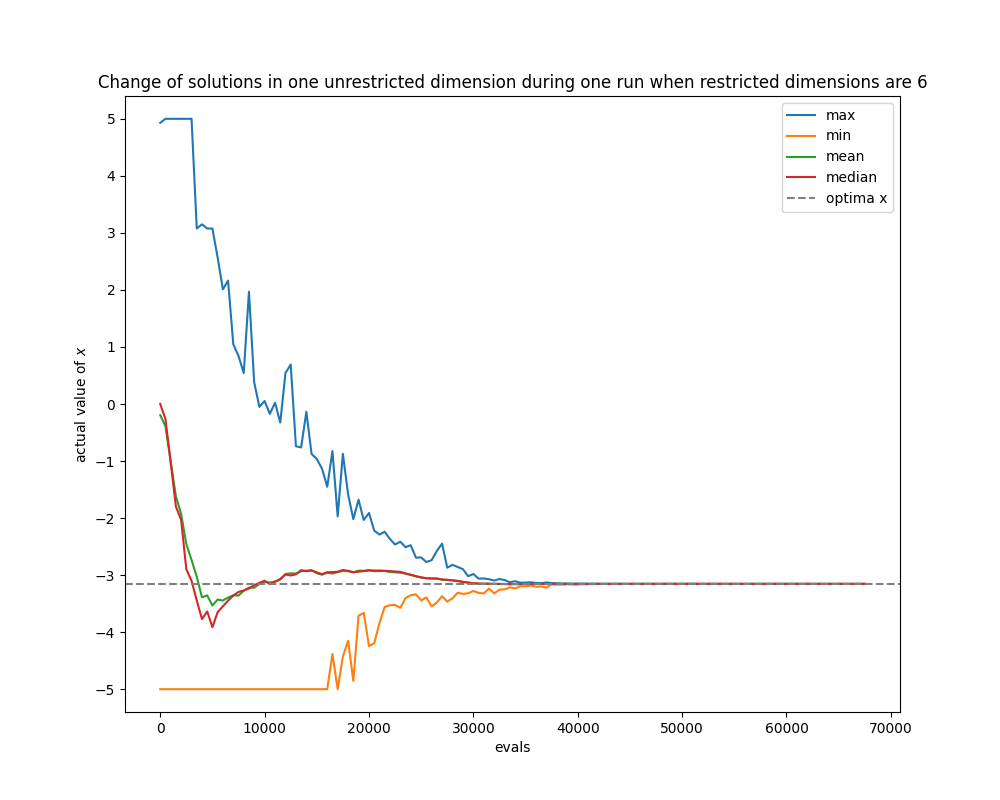 Change of solutions in one unrestricted dimension during one run when restricted dimensions are 6
max
min
mean
median
optima x
5
4
3
2
1
0
−1
−2
−3
−4
−5
actual value of x
0 10000 20000 30000 40000 50000 60000 70000
evals